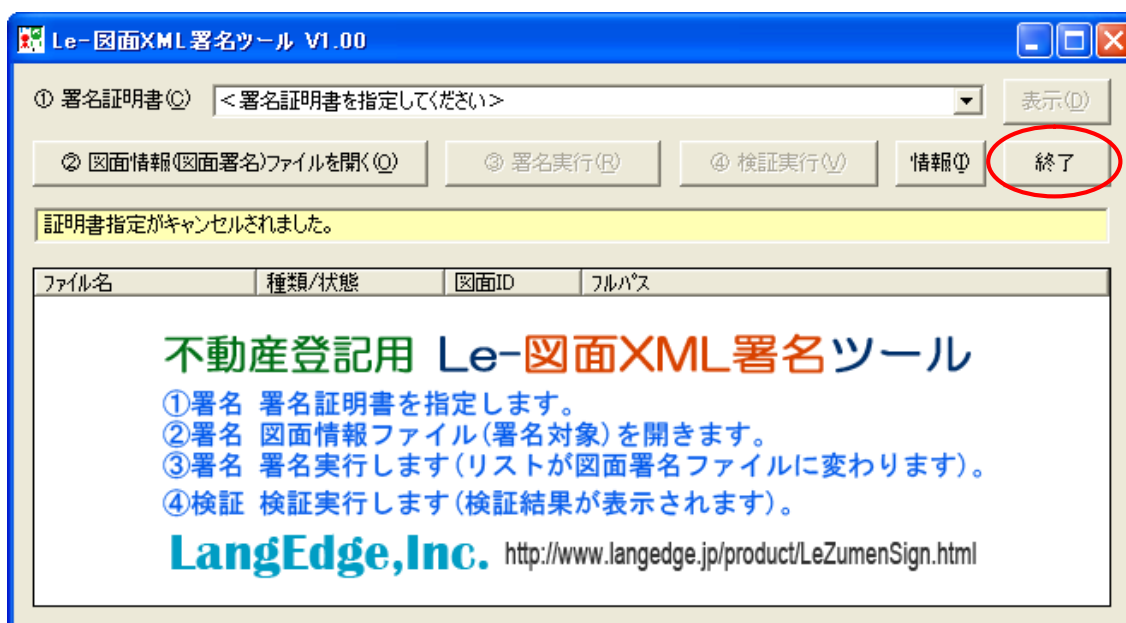 Le-図面XML署名ツール V1.00
① 署名証明書(C) <署名証明書を指定してください> 表示(D)
② 図面情報(図面署名)ファイルを開く(O) ③ 署名実行(R) ④ 検証実行(V) 情報(I) 終了
証明書指定がキャンセルされました。
ファイル名 種類/状態 図面ID フルパス
不動産登記用 Le-図面XML署名ツール
①署名 署名証明書を指定します。
②署名 図面情報ファイル(署名対象)を開きます。
③署名 署名実行します(リストが図面署名ファイルに変わります)。
④検証 検証実行します(検証結果が表示されます)。
LangEdge,Inc. http://www.langedge.jp/product/LeZumenSign.html